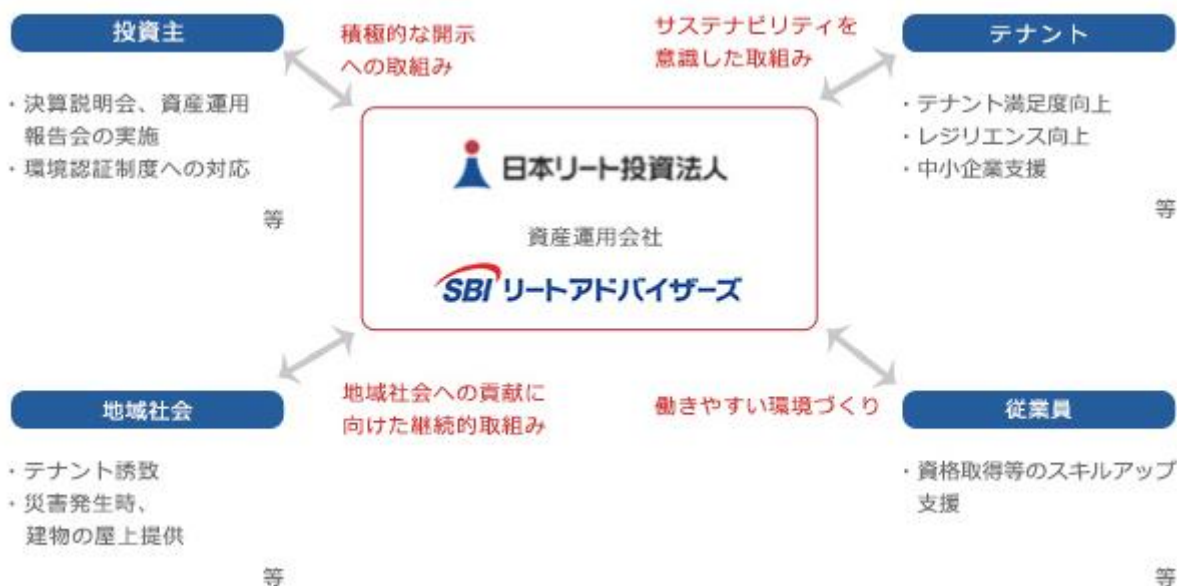 投資主
積極的な開示
への取組み
・決算説明会、資産運用
報告会の実施
・環境認証制度への対応
等
サステナビリティを
意識した取組み
テナント
・テナント満足度向上
・レジリエンス向上
・中小企業支援
等
日本リート投資法人
資産運用会社
SBI リートアドバイザーズ
地域社会
地域社会への貢献に
向けた継続的取組み
・テナント誘致
・災害発生時、
建物の屋上提供
等
働きやすい環境づくり
従業員
・資格取得等のスキルアップ
支援
等